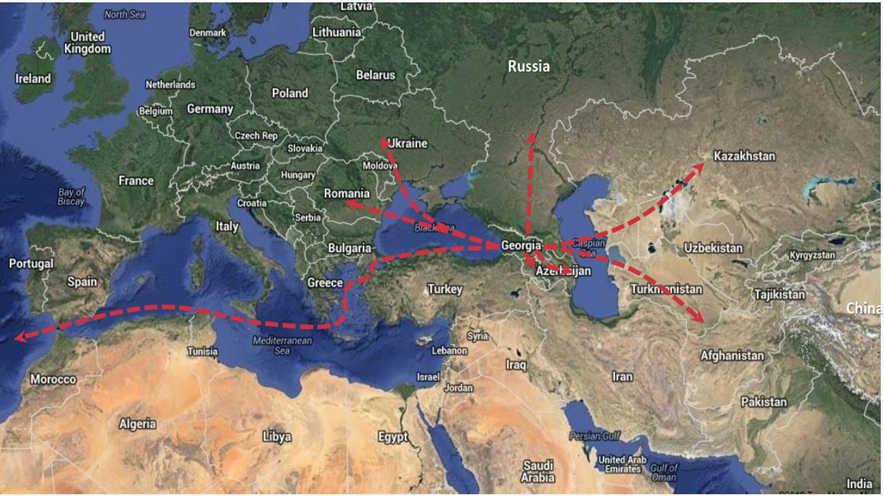 North Sea
Latvia
United
Kingdom
Denmark
Lithuania
Ireland
Netherlands
Belarus
Russia
Belgium
Germany
Poland
Czech Rep
Ukraine
Slovakia
Kazakhstan
Austria
Moldova
France
Hungary
Bay of
Biscay
Croatia
Romania
Serbia
Italy
Black
Georgia
Caspian
Sea
Uzbekistan
Bulgaria
Kyrgyzstan
Portugal
Spain
Greece
Azerbaijan
Turkey
Turkmenistan
Tajikistan
China
Mediterranean
Sea
Syria
Tunisia
Lebanon
Afghanistan
Iraq
Iran
Morocco
Israel
Jordan
Pakistan
Algeria
Libya
Egypt
Persian Gulf
Saudi
Arabia
United Arab
Emirates
Gulf of
Oman
India